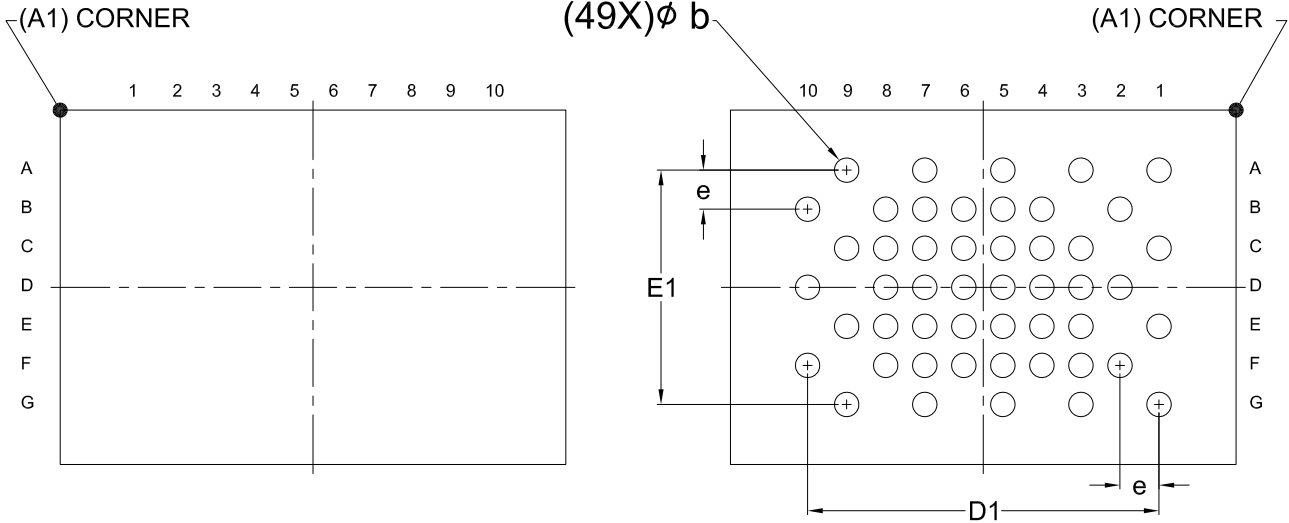 (A1) CORNER
(49X)ϕ b
(A1) CORNER
1 2 3 4 5 6 7 8 9 10
10 9 8 7 6 5 4 3 2 1
A
B
C
D
E
F
G
e
E1
A
B
C
D
E
F
G
e
D1